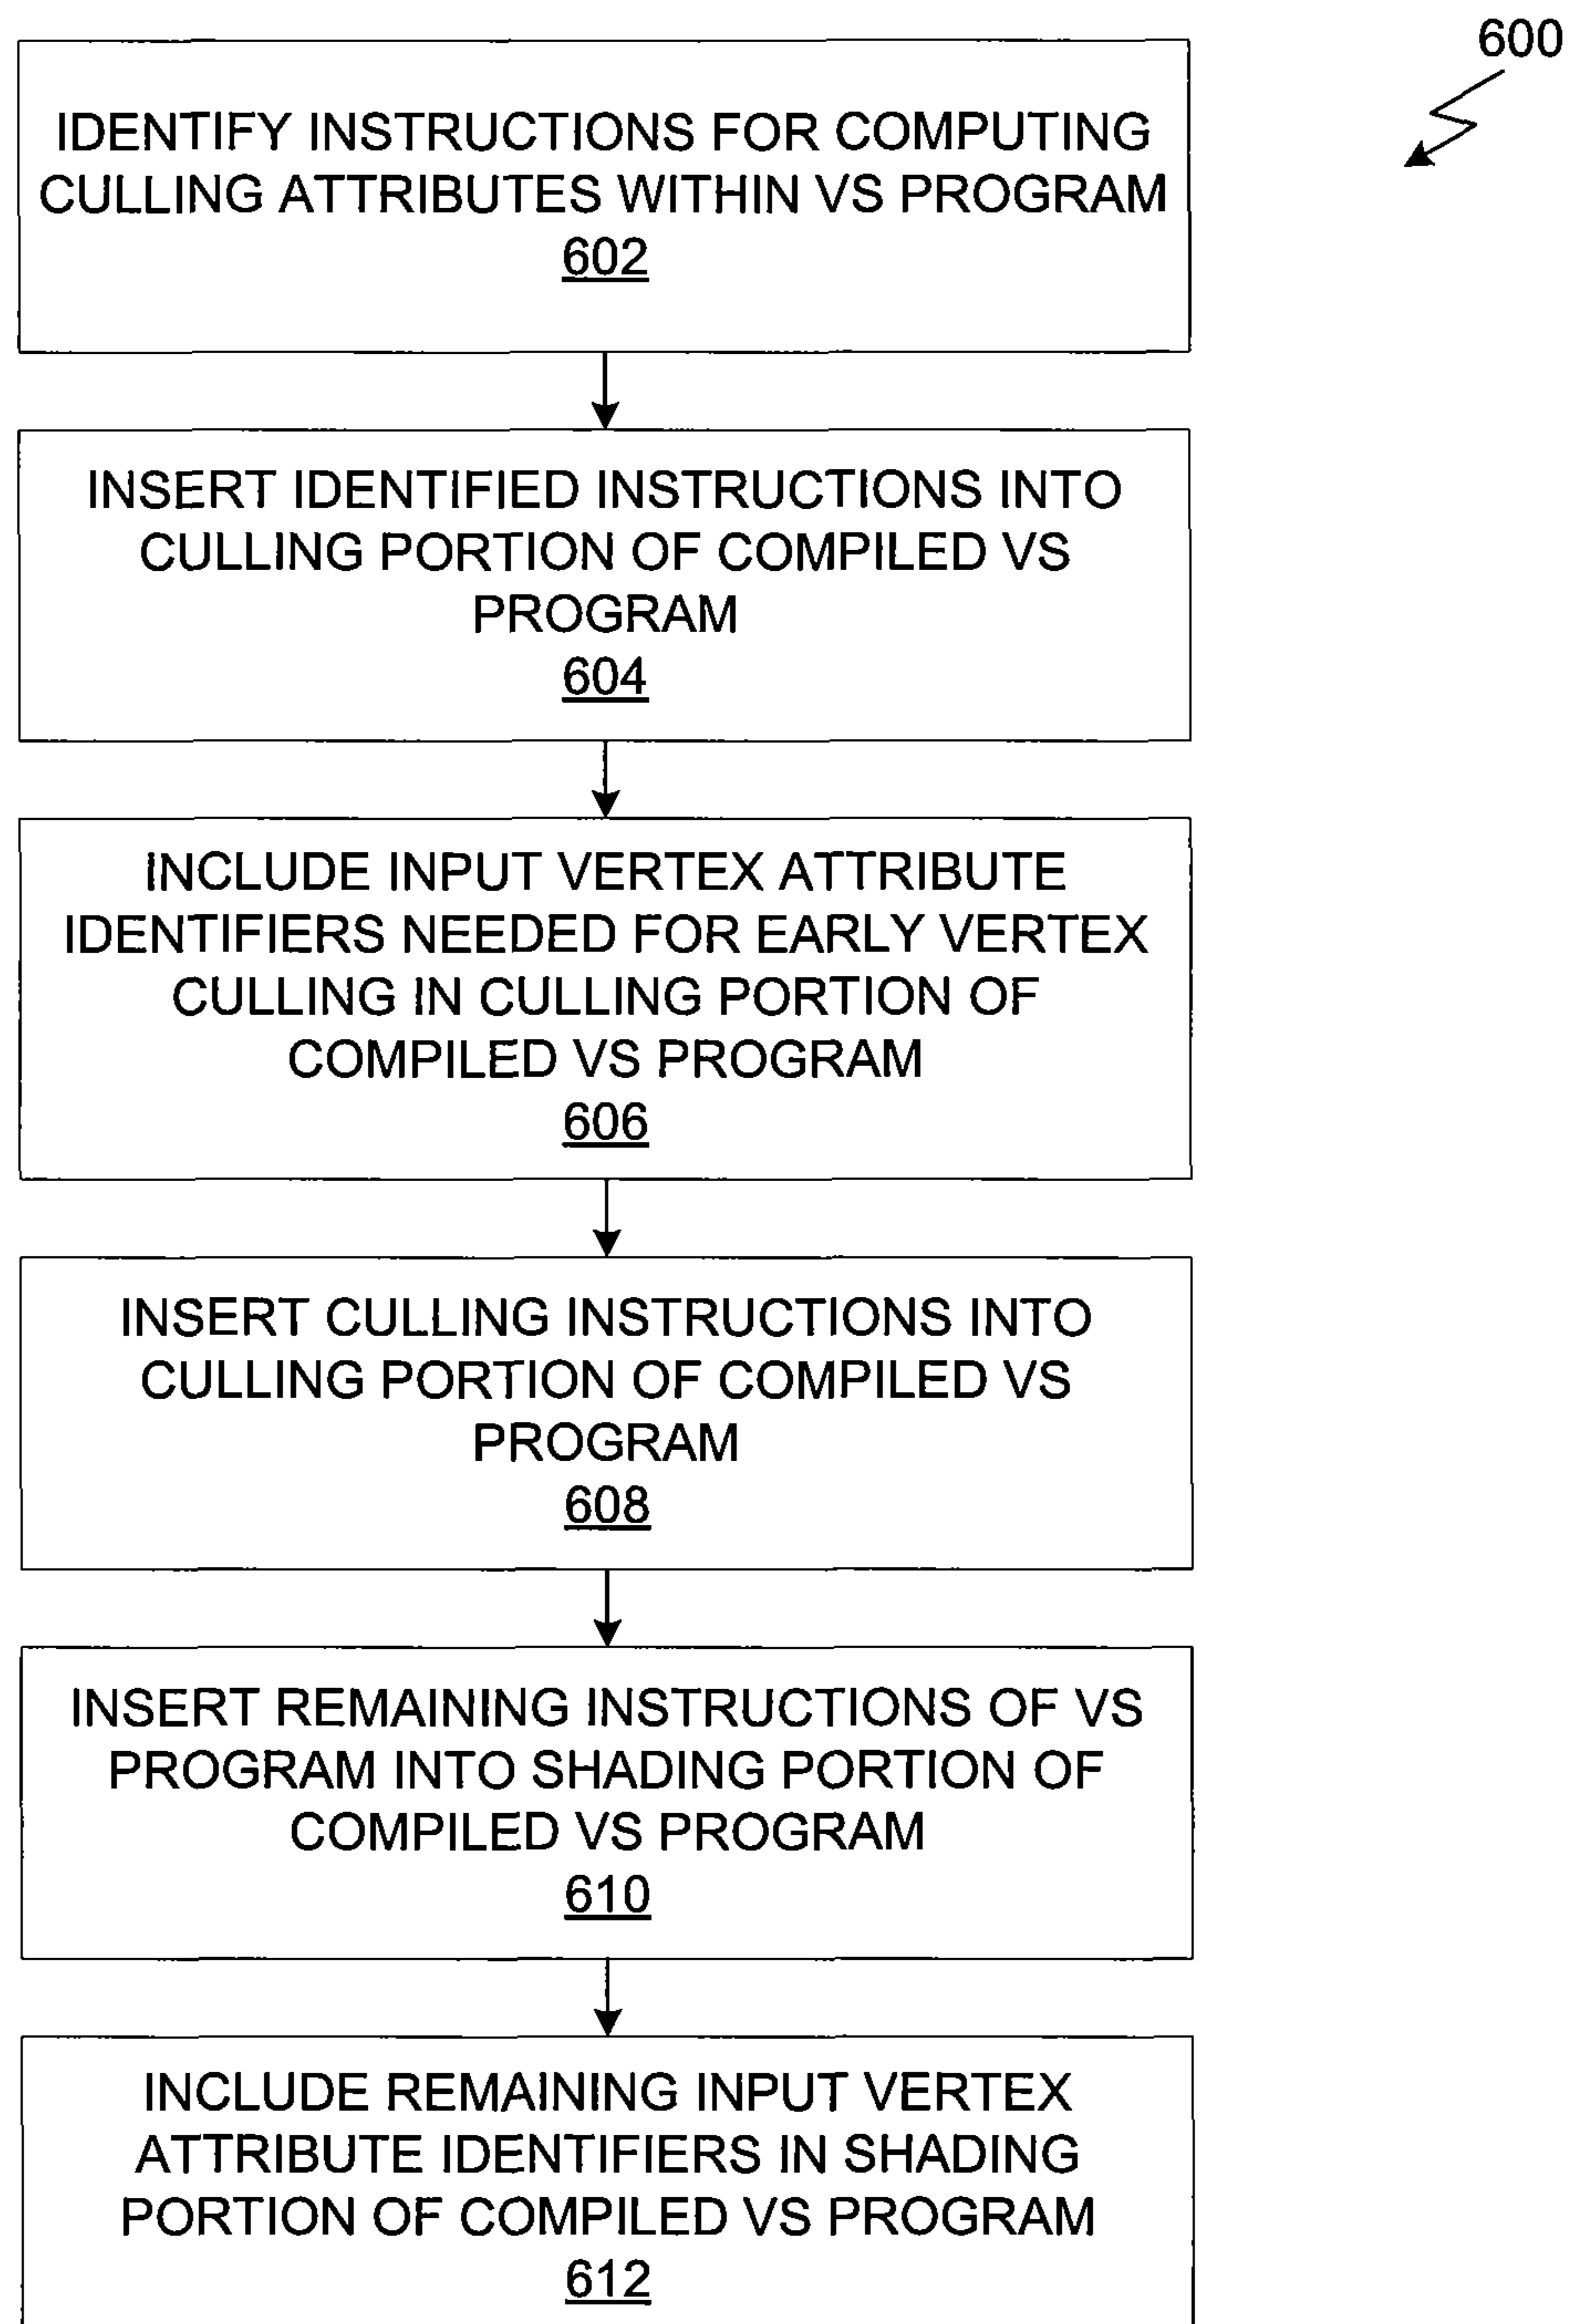 600
IDENTIFY INSTRUCTIONS FOR COMPUTING
CULLING ATTRIBUTES WITHIN VS PROGRAM
602
INSERT IDENTIFIED INSTRUCTIONS INTO
CULLING PORTION OF COMPILED VS
PROGRAM
604
INCLUDE INPUT VERTEX ATTRIBUTE
IDENTIFIERS NEEDED FOR EARLY VERTEX
CULLING IN CULLING PORTION OF
COMPILED VS PROGRAM
606
INSERT CULLING INSTRUCTIONS INTO
CULLING PORTION OF COMPILED VS
PROGRAM
608
INSERT REMAINING INSTRUCTIONS OF VS
PROGRAM INTO SHADING PORTION OF
COMPILED VS PROGRAM
610
INCLUDE REMAINING INPUT VERTEX
ATTRIBUTE IDENTIFIERS IN SHADING
PORTION OF COMPILED VS PROGRAM
612